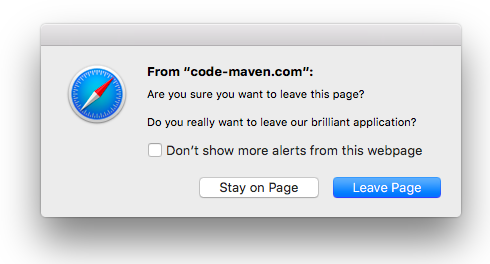 From “code-maven.com”:
Are you sure you want to leave this page?
Do you really want to leave our brilliant application?
Don’t show more alerts from this webpage
Stay on Page
Leave Page